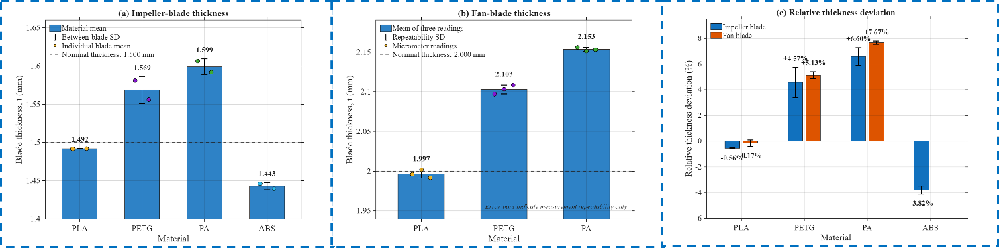 (a) Impeller-blade thickness
Material mean
Between-blade SD
Individual blade mean
Nominal thickness: 1.500 mm
1.65
1.6
1.55
1.5
1.45
1.4
Blade thickness, t (mm)
1.492
1.569
1.599
1.443
PLA
PETG
PA
ABS
Material
(b) Fan-blade thickness
Mean of three readings
Repeatability SD
Micrometer readings
Nominal thickness: 2.000 mm
2.15
2.1
2.05
2
1.95
Blade thickness, t (mm)
1.997
2.103
2.153
Error bars indicate measurement repeatability only
PLA
PETG
PA
Material
(c) Relative thickness deviation
Impeller blade
Fan blade
8
6
4
2
0
-2
-4
-6
Relative thickness deviation (%)
-0.56%
-0.17%
+4.57%
+5.13%
+6.60%
+7.67%
-3.82%
PLA
PETG
PA
ABS
Material